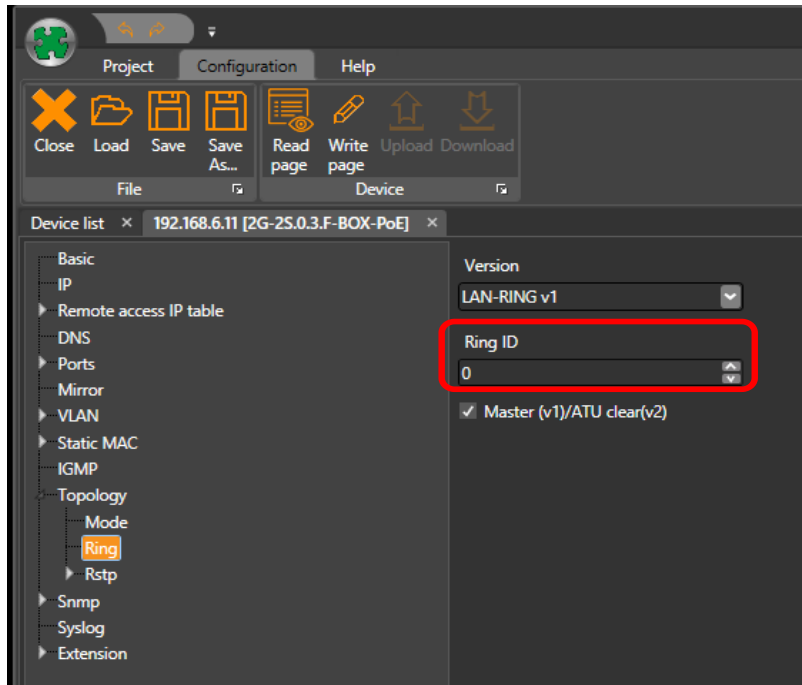 Project Configuration Help
Close Load Save Save As... Read page Write page Upload Download
File Device
Device list × 192.168.6.11 [2G-2S.0.3.F-BOX-PoE] ×
Basic
IP
Remote access IP table
DNS
Ports
Mirror
VLAN
Static MAC
IGMP
Topology
Mode
Ring
Rstp
Snmp
Syslog
Extension
Version
LAN-RING v1
Ring ID
0
Master (v1)/ATU clear(v2)